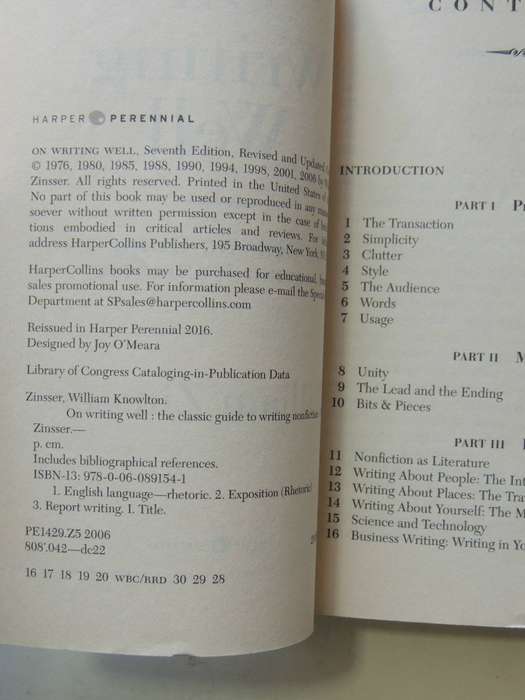 HARPER PERENNIAL
ON WRITING WELL, Seventh Edition, Revised and Updated
© 1976, 1980, 1985, 1988, 1990, 1994, 1998, 2001, 2006 by
Zinsser. All rights reserved. Printed in the United States of
No part of this book may be used or reproduced in any
soever without written permission except in the case of
tions embodied in critical articles and reviews. For
address HarperCollins Publishers, 195 Broadway, New York,
HarperCollins books may be purchased for educational,
sales promotional use. For information please e-mail the Special
Department at SPsales@harpercollins.com
Reissued in Harper Perennial 2016.
Designed by Joy O'Meara
Library of Congress Cataloging-in-Publication Data
Zinsser, William Knowlton.
On writing well : the classic guide to writing nonfiction
Zinsser.—
p. cm.
Includes bibliographical references.
ISBN-13: 978-0-06-089154-1
1. English language—rhetoric. 2. Exposition (Rhetoric)
3. Report writing. I. Title.
PE1429.Z5 2006
808'.042—dc22
16 17 18 19 20 WBC/RRD 30 29 28
CONT
INTRODUCTION
PART I
1 The Transaction
2 Simplicity
3 Clutter
4 Style
5 The Audience
6 Words
7 Usage
PART II
8 Unity
9 The Lead and the Ending
10 Bits & Pieces
PART III
11 Nonfiction as Literature
12 Writing About People: The Int
13 Writing About Places: The Tra
14 Writing About Yourself: The M
15 Science and Technology
16 Business Writing: Writing in Yo